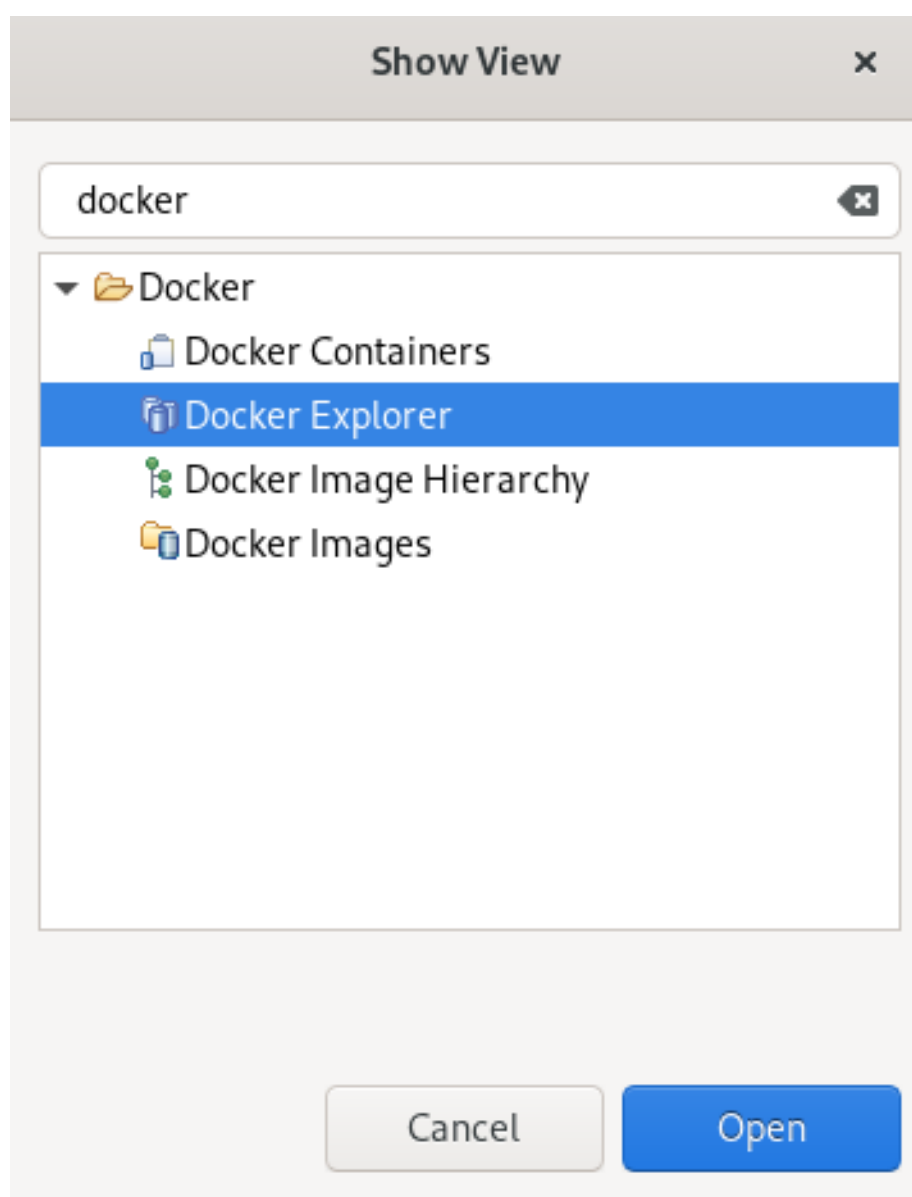 Show View
docker
Docker
Docker Containers
Docker Explorer
Docker Image Hierarchy
Docker Images
Cancel Open